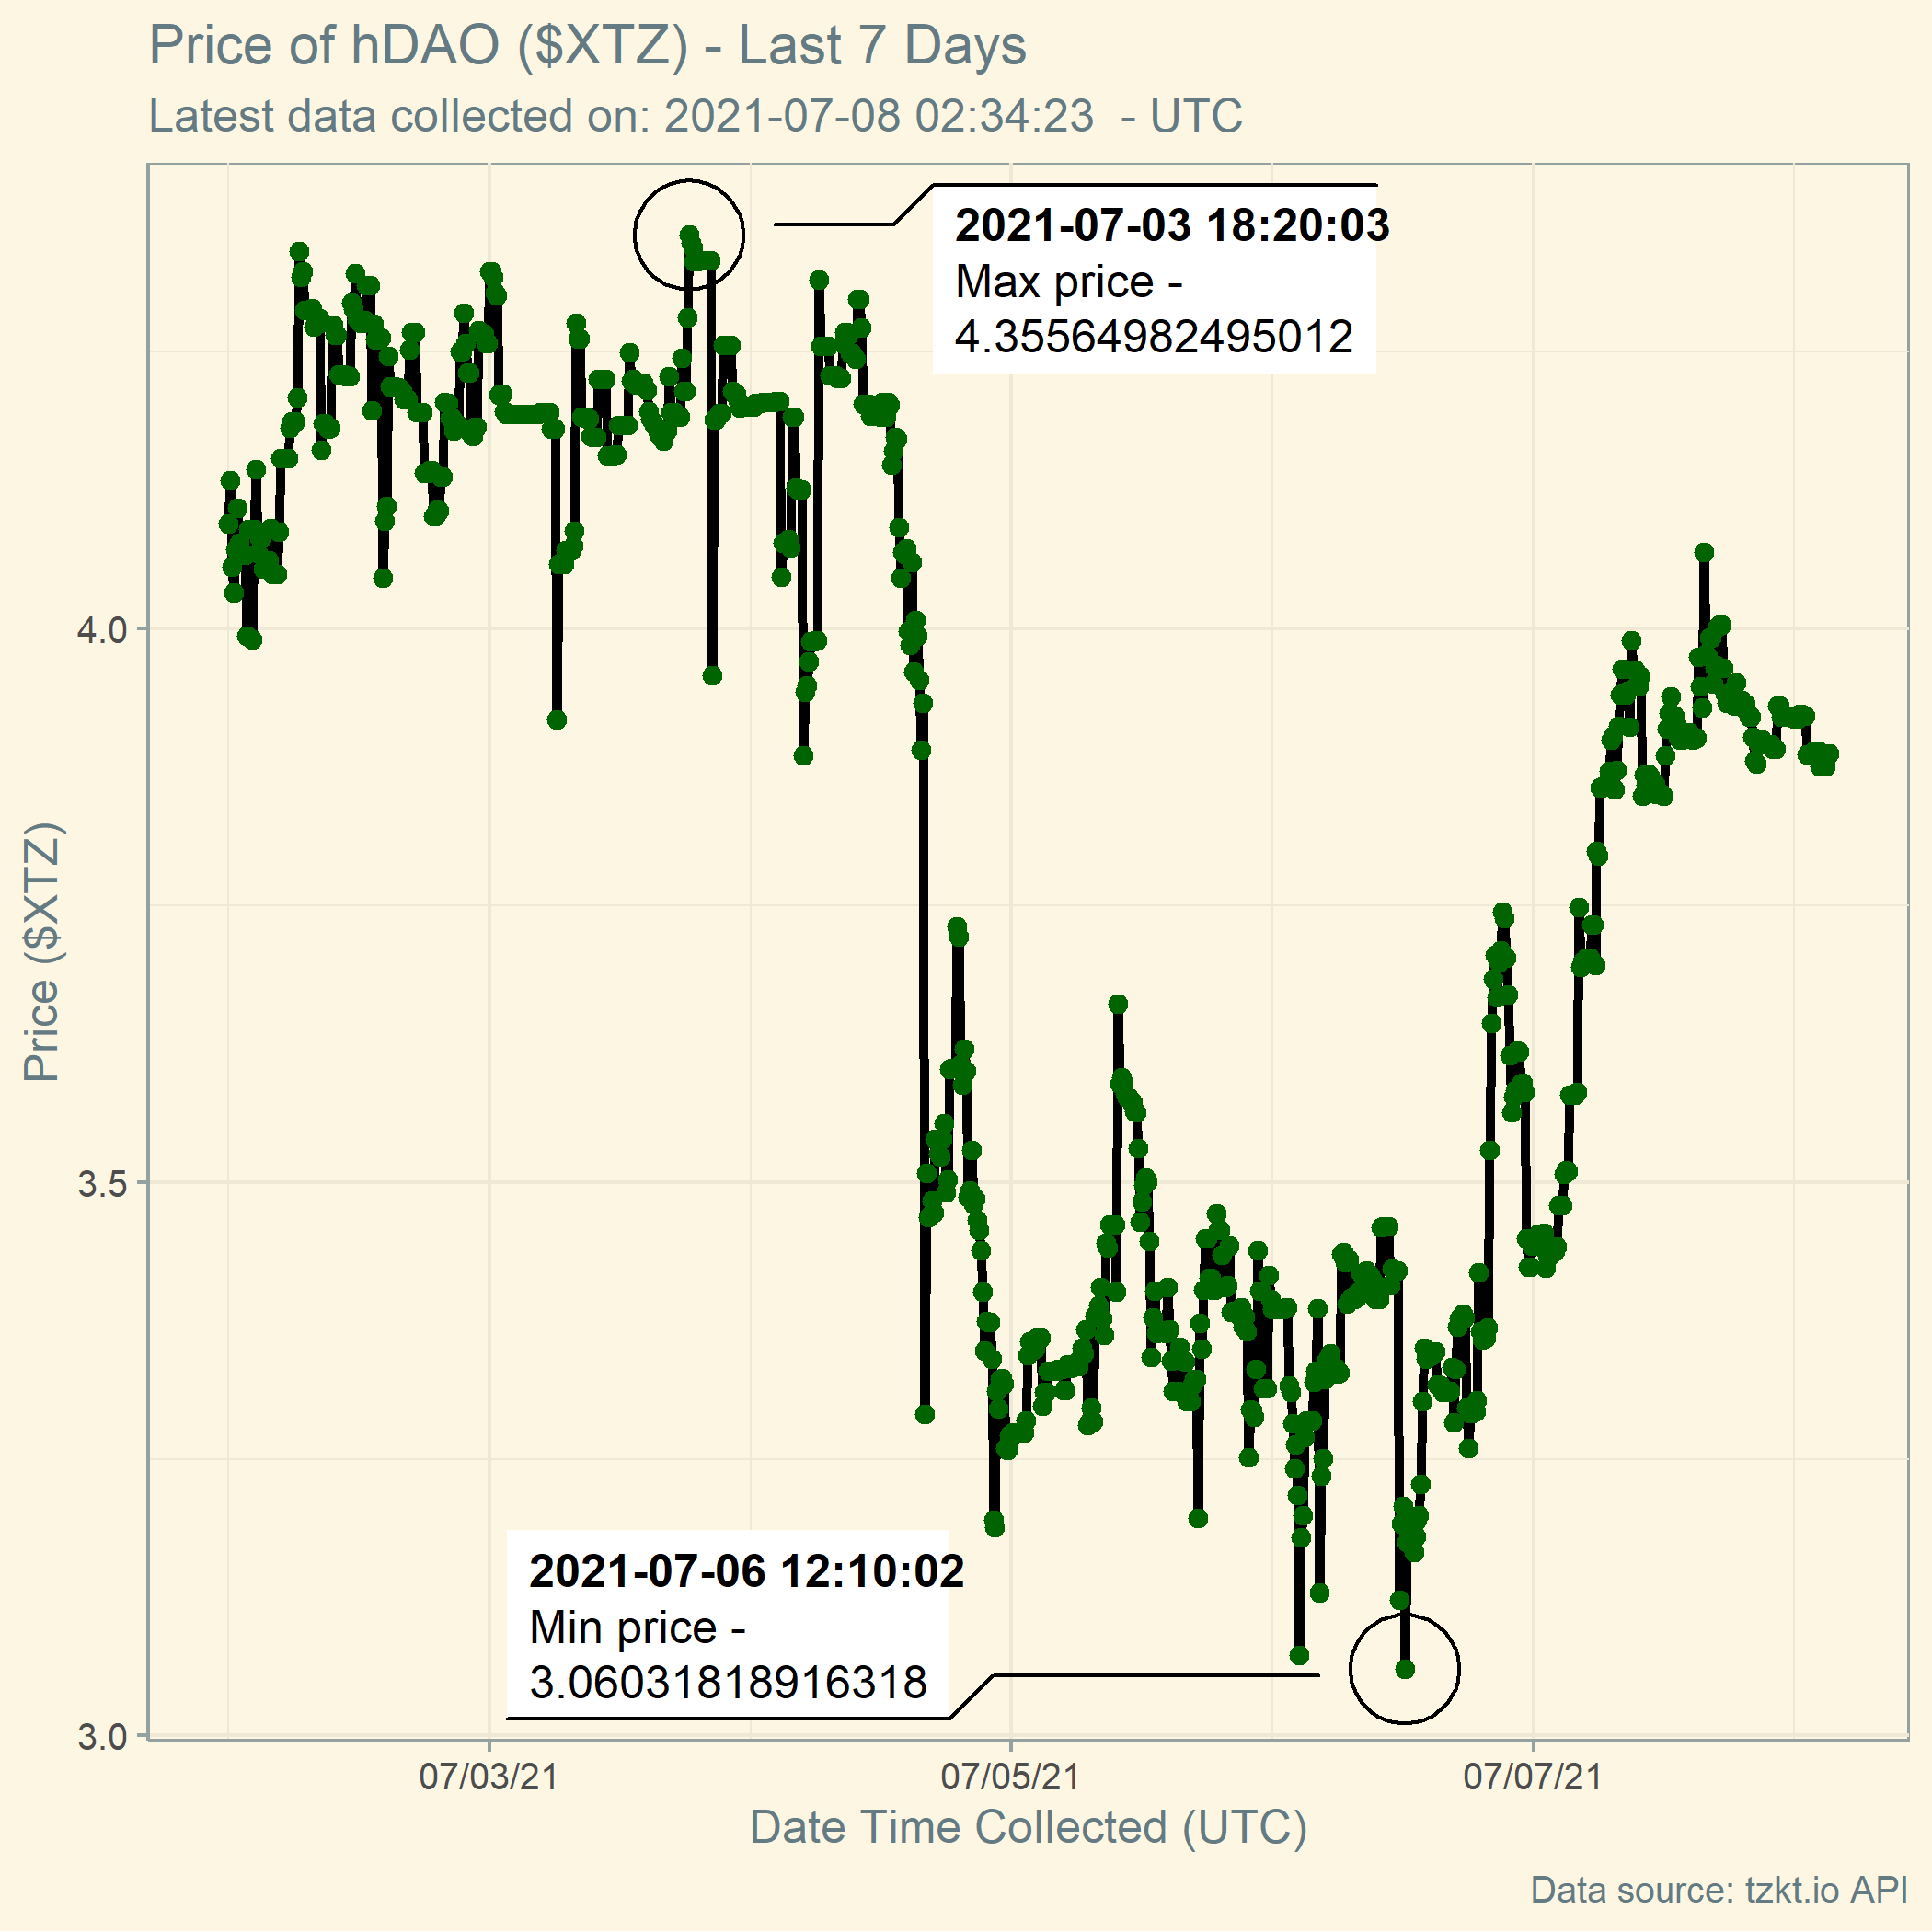 Price of hDAO ($XTZ) - Last 7 Days
Latest data collected on: 2021-07-08 02:34:23  - UTC
2021-07-03 18:20:03
Max price -
4.35564982495012
4.0
3.5
3.0
Price ($XTZ)
2021-07-06 12:10:02
Min price -
3.06031818916318
07/03/21
07/05/21
07/07/21
Date Time Collected (UTC)
Data source: tzkt.io API